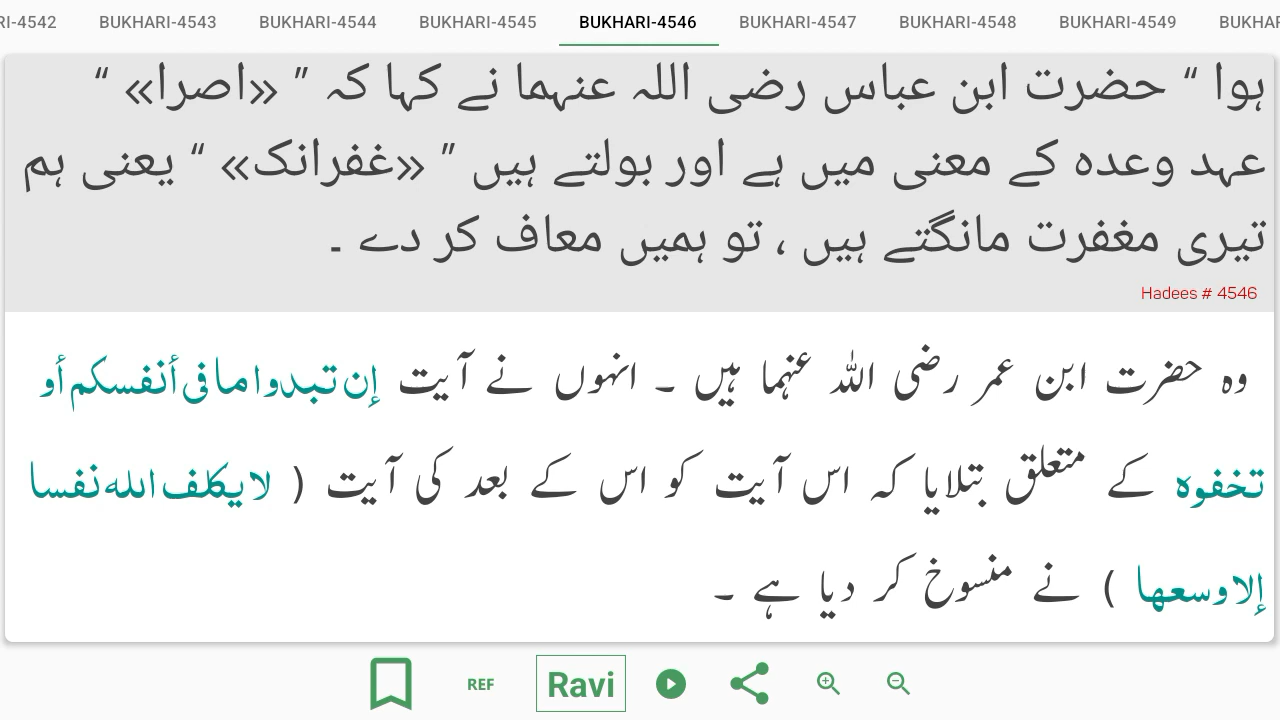 RI-4542 BUKHARI-4543 BUKHARI-4544 BUKHARI-4545 BUKHARI-4546 BUKHARI-4547 BUKHARI-4548 BUKHARI-4549 BUKHAR
ہوا “ حضرت ابن عباس رضی اللہ عنہما نے کہا کہ ” «اصرا» “
عہد وعدہ کے معنی میں ہے اور بولتے ہیں ” «غفرانک» “ یعنی ہم
تیری مغفرت مانگتے ہیں ، تو ہمیں معاف کر دے ۔
Hadees # 4546
وہ حضرت ابن عمر رضی اللہ عنہما ہیں ۔ انہوں نے آیت إن تبدوا ما في أنفسكم أو
تخفوه کے متعلق بتلایا کہ اس آیت کو اس کے بعد کی آیت ( لا يكلف الله نفسا
إلا وسعها ) نے منسوخ کر دیا ہے ۔
REF Ravi